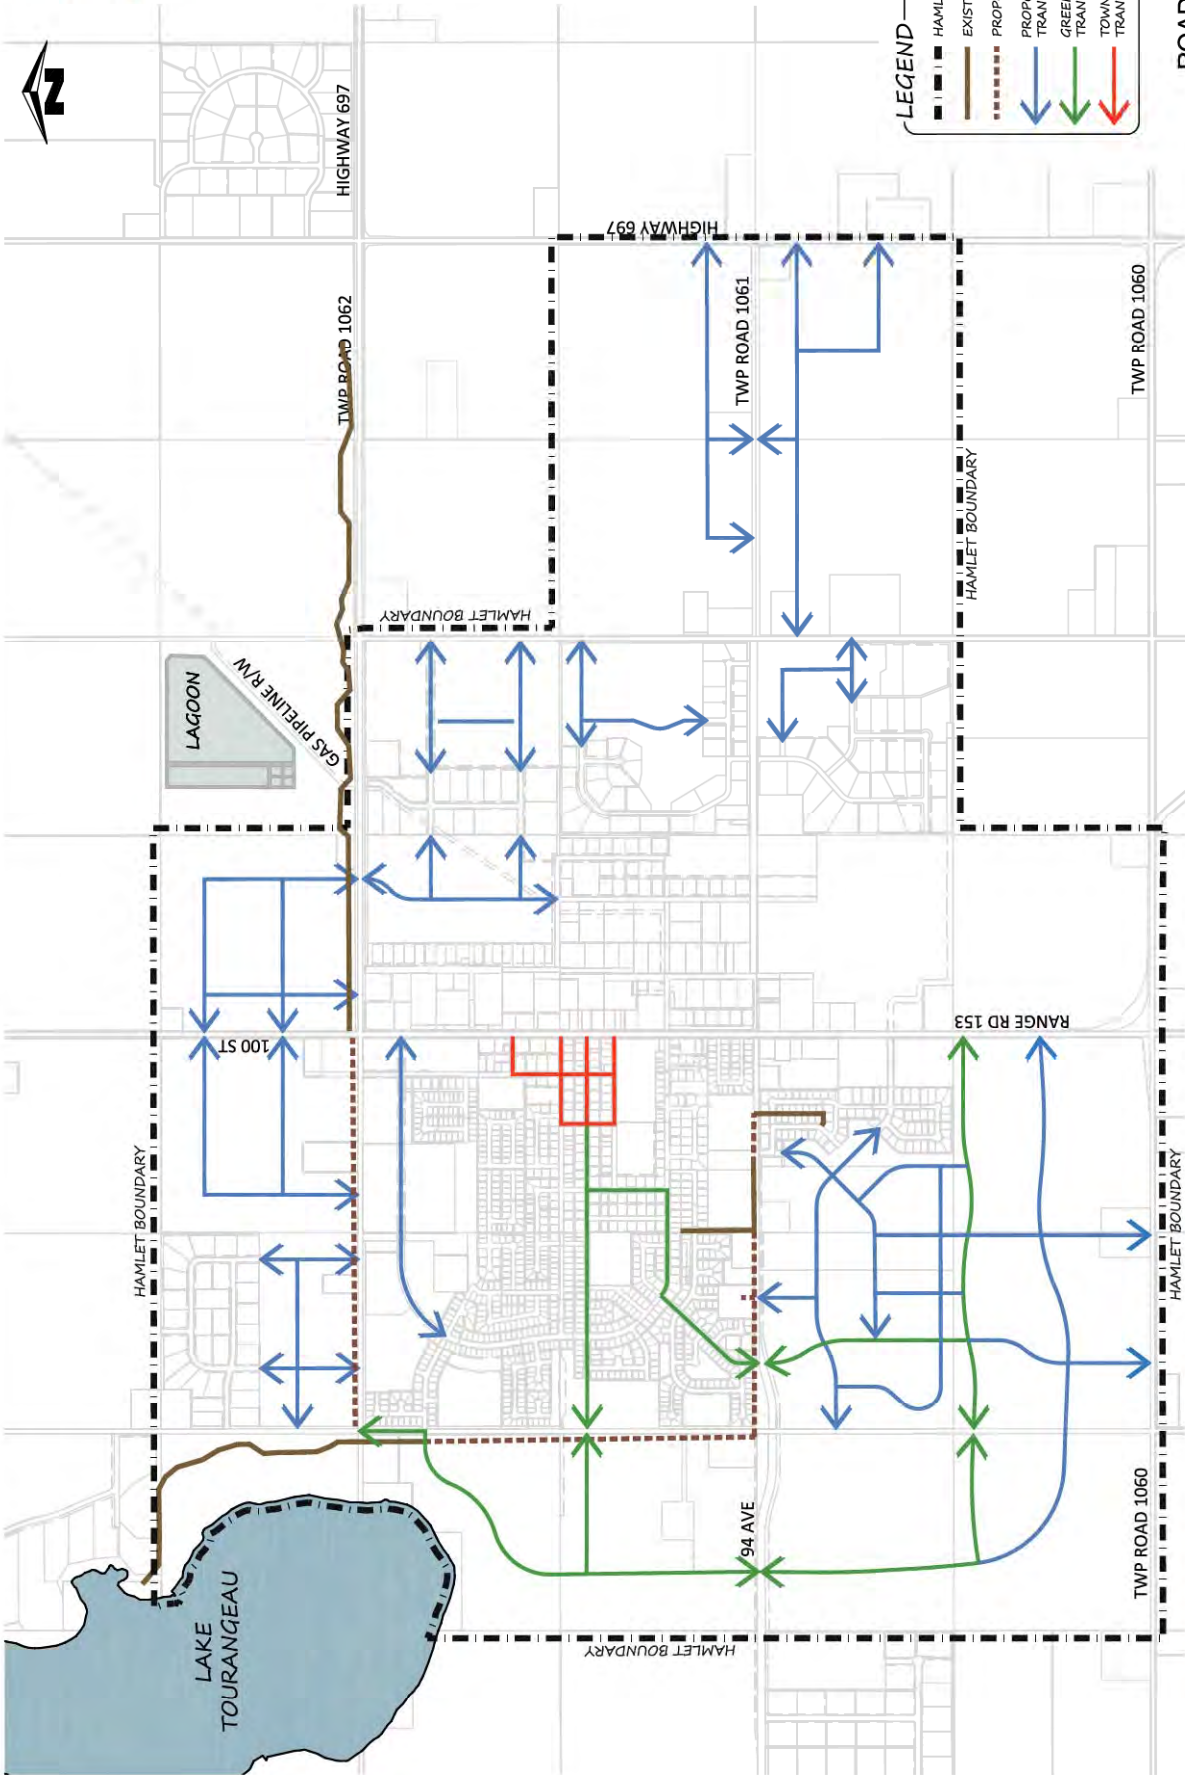 N
HIGHWAY 697
TWP ROAD 1062
LEGEND
HAML
EXIST
PROP
PROP
TRAN
GREE
TRAN
TOWN
TRAN
ROAD
HIGHWAY 697
TWP ROAD 1061
TWP ROAD 1060
HAMLET BOUNDARY
HAMLET BOUNDARY
LAGOON
GAS PIPELINE R/W
100 ST
RANGE RD 153
HAMLET BOUNDARY
HAMLET BOUNDARY
94 AVE
TWP ROAD 1060
LAKE
TOURANGEAU
HAMLET BOUNDARY